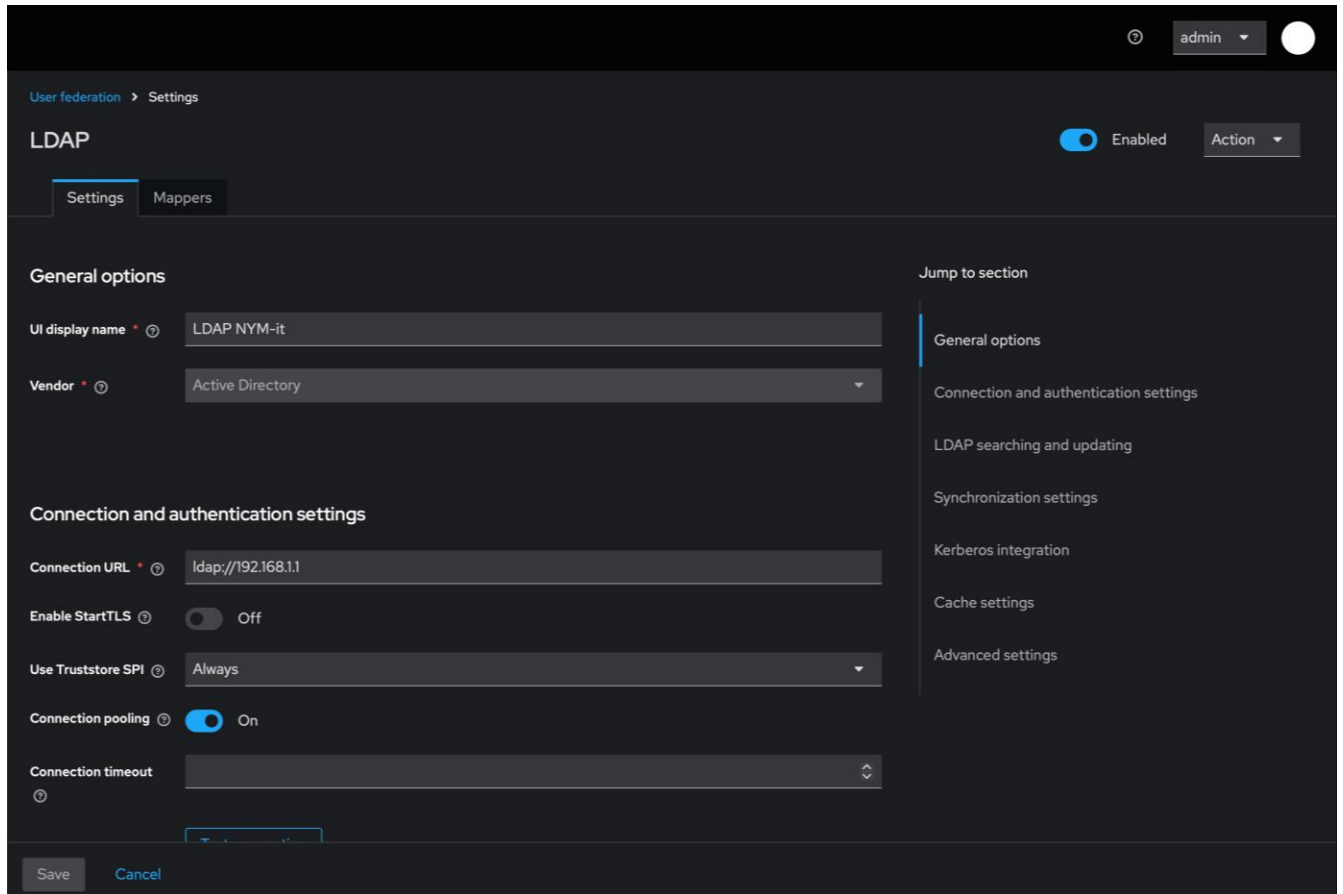 admin
User federation > Settings
LDAP
Enabled
Action
Settings
Mappers
General options
UI display name *
LDAP NYM-it
Vendor *
Active Directory
Connection and authentication settings
Connection URL *
ldap://192.168.1.1
Enable StartTLS
Off
Use Truststore SPI
Always
Connection pooling
On
Connection timeout
Jump to section
General options
Connection and authentication settings
LDAP searching and updating
Synchronization settings
Kerberos integration
Cache settings
Advanced settings
Save
Cancel